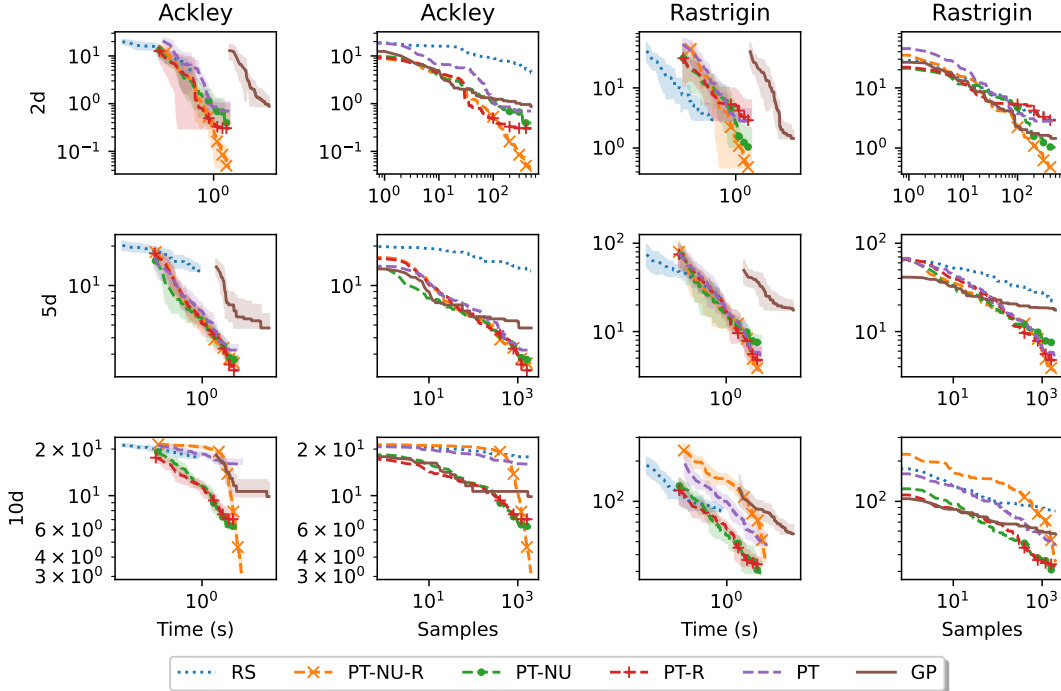 Ackley Ackley Rastrigin Rastrigin
2d
10¹ 10⁰ 10⁻¹ 10⁰
10¹ 10⁰ 10⁻¹ 10⁰ 10¹ 10²
10¹ 10⁰ 10⁰
10¹ 10⁰ 10⁰ 10¹ 10²
5d
10¹ 10⁰
10¹ 10¹ 10³
10² 10¹ 10⁰
10² 10¹ 10¹ 10³
10d
2 × 10¹ 10¹ 6 × 10⁰ 4 × 10⁰ 3 × 10⁰ 10⁰
2 × 10¹ 10¹ 6 × 10⁰ 4 × 10⁰ 3 × 10⁰ 10¹ 10³
10² 10⁰
10² 10¹ 10³
Time (s) Samples Time (s) Samples
RS PT-NU-R PT-NU PT-R PT GP